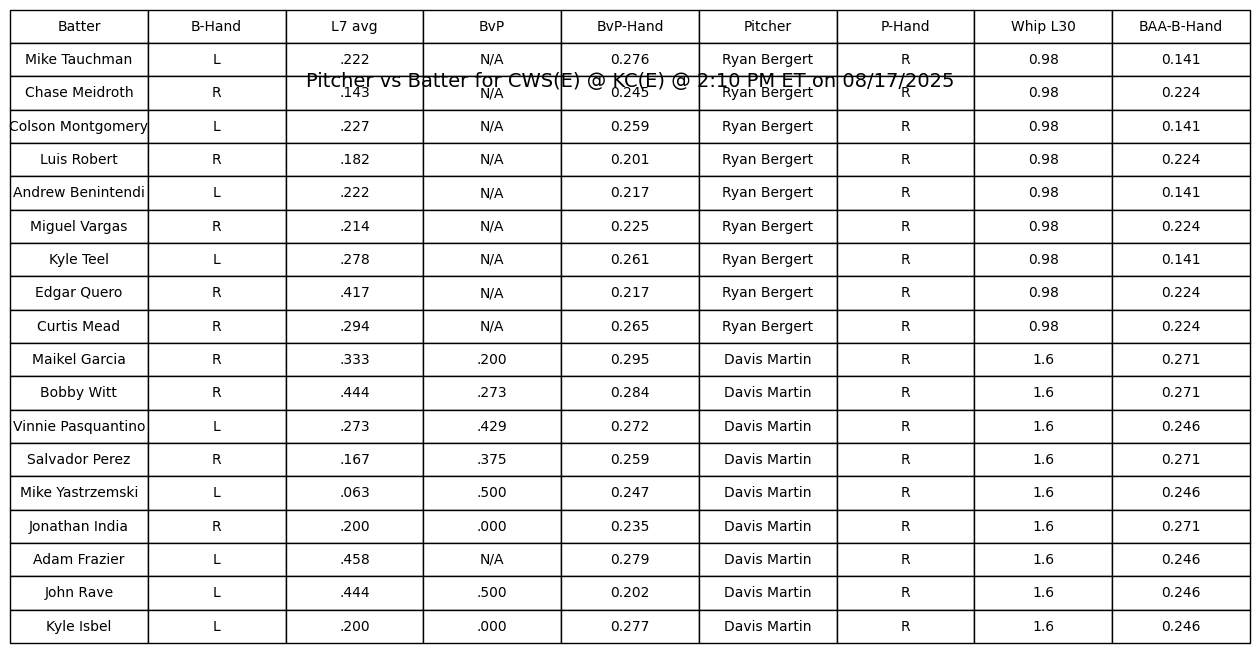 Batter B-Hand L7 avg BvP BvP-Hand Pitcher P-Hand Whip L30 BAA-B-Hand
Mike Tauchman L .222 N/A 0.276 Ryan Bergert R 0.98 0.141
Pitcher vs Batter for CWS(E) @ KC(E) @ 2:10 PM ET on 08/17/2025
Chase Meidroth R .143 N/A 0.245 Ryan Bergert R 0.98 0.224
Colson Montgomery L .227 N/A 0.259 Ryan Bergert R 0.98 0.141
Luis Robert R .182 N/A 0.201 Ryan Bergert R 0.98 0.224
Andrew Benintendi L .222 N/A 0.217 Ryan Bergert R 0.98 0.141
Miguel Vargas R .214 N/A 0.225 Ryan Bergert R 0.98 0.224
Kyle Teel L .278 N/A 0.261 Ryan Bergert R 0.98 0.141
Edgar Quero R .417 N/A 0.217 Ryan Bergert R 0.98 0.224
Curtis Mead R .294 N/A 0.265 Ryan Bergert R 0.98 0.224
Maikel Garcia R .333 .200 0.295 Davis Martin R 1.6 0.271
Bobby Witt R .444 .273 0.284 Davis Martin R 1.6 0.271
Vinnie Pasquantino L .273 .429 0.272 Davis Martin R 1.6 0.246
Salvador Perez R .167 .375 0.259 Davis Martin R 1.6 0.271
Mike Yastrzemski L .063 .500 0.247 Davis Martin R 1.6 0.246
Jonathan India R .200 .000 0.235 Davis Martin R 1.6 0.271
Adam Frazier L .458 N/A 0.279 Davis Martin R 1.6 0.246
John Rave L .444 .500 0.202 Davis Martin R 1.6 0.246
Kyle Isbel L .200 .000 0.277 Davis Martin R 1.6 0.246